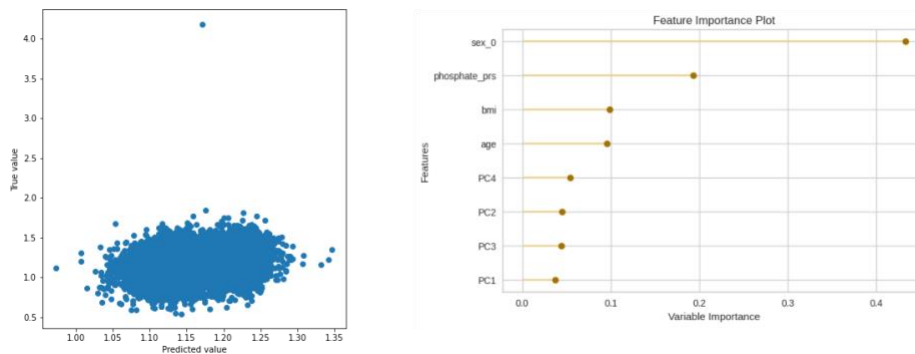 True value
4.0
3.5
3.0
2.5
2.0
1.5
1.0
0.5
1.00 1.05 1.10 1.15 1.20 1.25 1.30 1.35
Predicted value
Feature Importance Plot
Features
sex_0
phosphate_prs
bmi
age
PC4
PC2
PC3
PC1
0.0 0.1 0.2 0.3 0.4
Variable Importance